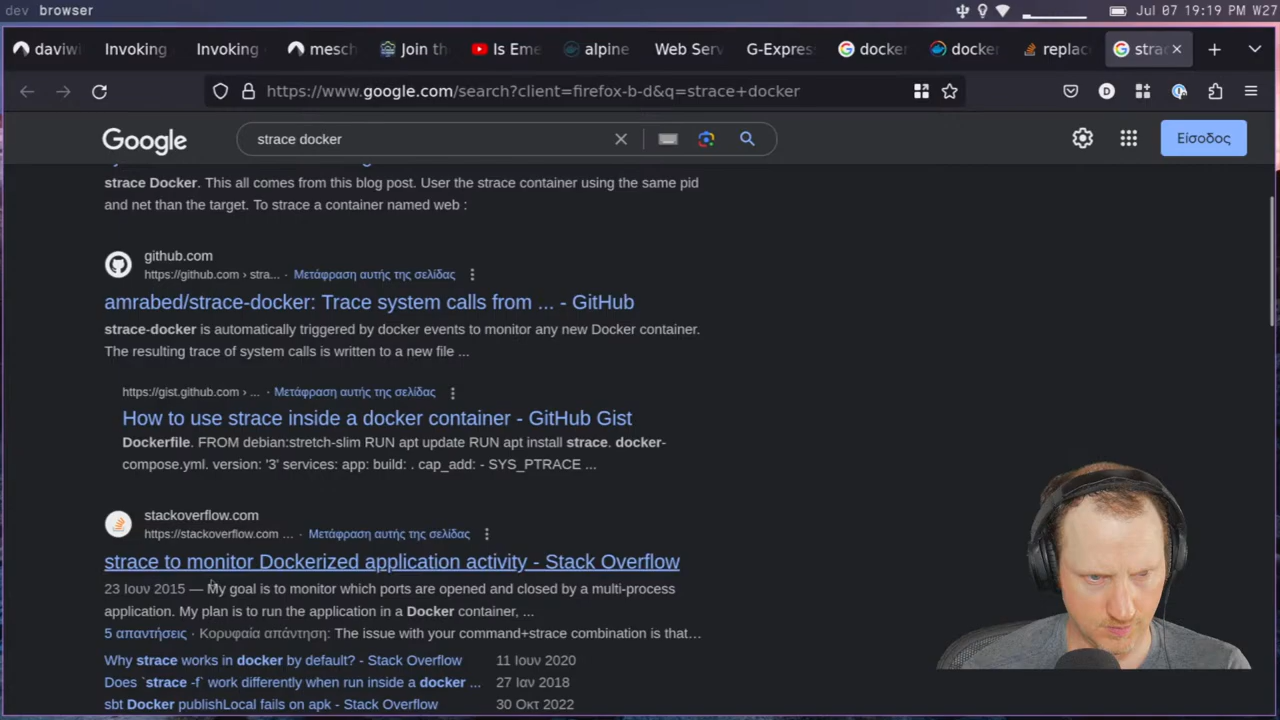 dev browser
Jul 07 19:19 PM W27
daviwi
Invoking
Invoking
mesch
Join the
Is Eme
alpine
Web Serv
G-Expres
docker
docker
replac
strac
https://www.google.com/search?client=firefox-b-d&q=strace+docker
Google
strace docker
Είσοδος
strace Docker. This all comes from this blog post. User the strace container using the same pid
and net than the target. To strace a container named web :
github.com
https://github.com › stra... · Μετάφραση αυτής της σελίδας
amrabed/strace-docker: Trace system calls from ... - GitHub
strace-docker is automatically triggered by docker events to monitor any new Docker container.
The resulting trace of system calls is written to a new file ...
https://gist.github.com › ... · Μετάφραση αυτής της σελίδας
How to use strace inside a docker container - GitHub Gist
Dockerfile. FROM debian:stretch-slim RUN apt update RUN apt install strace. docker-
compose.yml. version: '3' services: app: build: . cap_add: - SYS_PTRACE ...
stackoverflow.com
https://stackoverflow.com ... · Μετάφραση αυτής της σελίδας
strace to monitor Dockerized application activity - Stack Overflow
23 Ιουν 2015 — My goal is to monitor which ports are opened and closed by a multi-process
application. My plan is to run the application in a Docker container, ...
5 απαντήσεις · Κορυφαία απάντηση: The issue with your command+strace combination is that…
Why strace works in docker by default? - Stack Overflow 11 Ιουν 2020
Does `strace -f` work differently when run inside a docker ... 27 Ιαν 2018
sbt Docker publishLocal fails on apk - Stack Overflow 30 Οκτ 2022